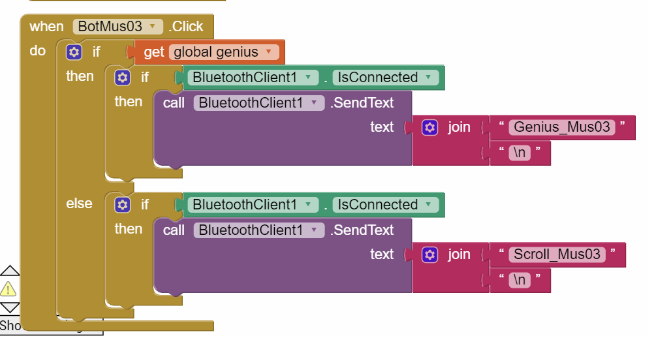 when BotMus03 .Click
do if get global genius
then if BluetoothClient1 . IsConnected
then call BluetoothClient1 .SendText
text join " Genius_Mus03 "
" \n "
else if BluetoothClient1 . IsConnected
then call BluetoothClient1 .SendText
text join " Scroll_Mus03 "
" \n "
Sho